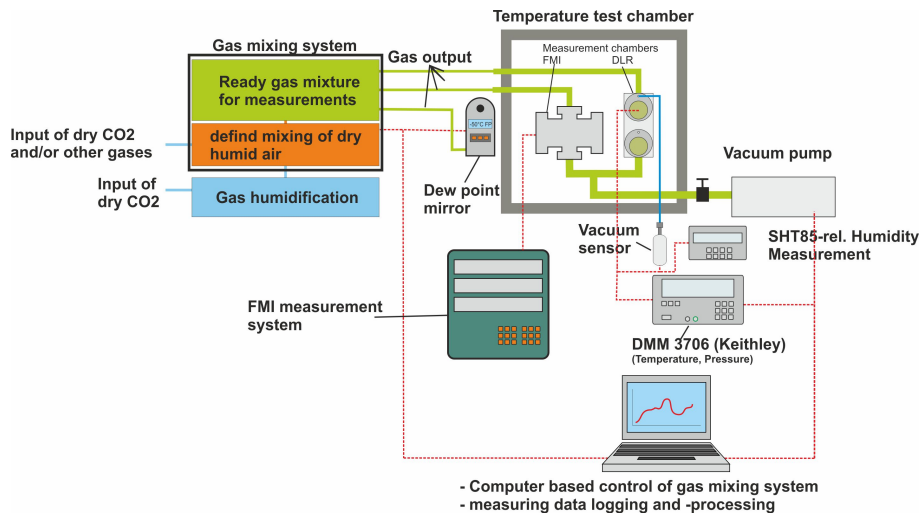 Temperature test chamber
Gas mixing system
Gas output
Measurement chambers
FMI DLR
Ready gas mixture
for measurements
-50°C FP
Input of dry CO2
and/or other gases
defind mixing of dry
humid air
Vacuum pump
Input of
dry CO2
Gas humidification
Dew point
mirror
Vacuum
sensor
SHT85-rel. Humidity
Measurement
FMI measurement
system
DMM 3706 (Keithley)
(Temperature, Pressure)
- Computer based control of gas mixing system
- measuring data logging and -processing